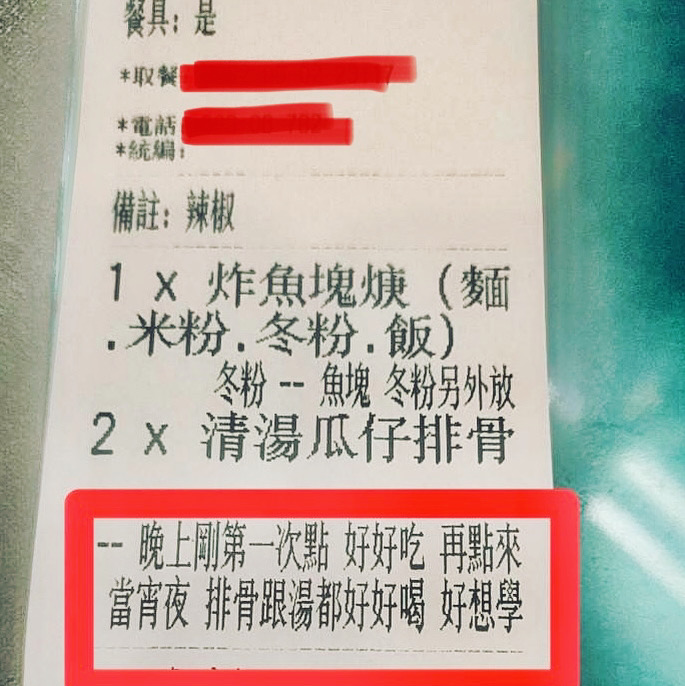 餐具: 是
*取餐
*電話
*統編:
備註: 辣椒
1 x 炸魚塊焿 (麵
.米粉.冬粉.飯)
冬粉 -- 魚塊 冬粉另外放
2 x 清湯瓜仔排骨
-- 晚上剛第一次點 好好吃 再點來
當宵夜 排骨跟湯都好好喝 好想學